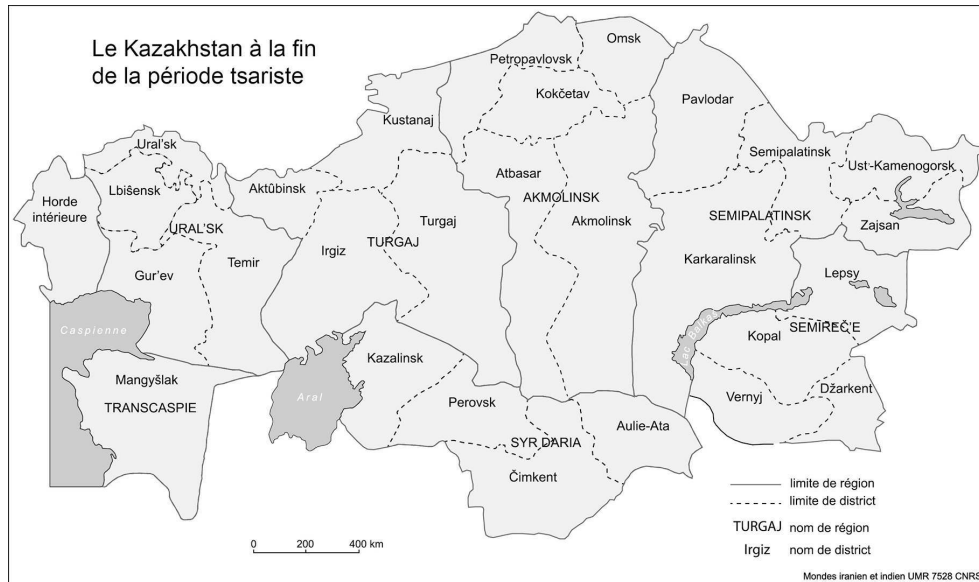 Le Kazakhstan à la fin
de la période tsariste
Omsk
Petropavlovsk
Kokčetav
Pavlodar
Kustanaj
Ural'sk
Semipalatinsk
Ust-Kamenogorsk
Lbišensk
Aktûbinsk
Atbasar
AKMOLINSK
Horde
intérieure
Turgaj
Akmolinsk
SEMIPALATINSK
Zajsan
URAL'SK
Irgiz
TURGAJ
Temir
Karkaralinsk
Gur'ev
Lepsy
Caspienne
Lac Balkaš
SEMIREČ'E
Kopal
Kazalinsk
Mangyšlak
TRANSCASPIE
Aral
Perovsk
Vernyj
Džarkent
Aulie-Ata
SYR DARIA
Čimkent
limite de région
limite de district
TURGAJ nom de région
Irgiz nom de district
0 200 400 km
Mondes iranien et indien UMR 7528 CNRS